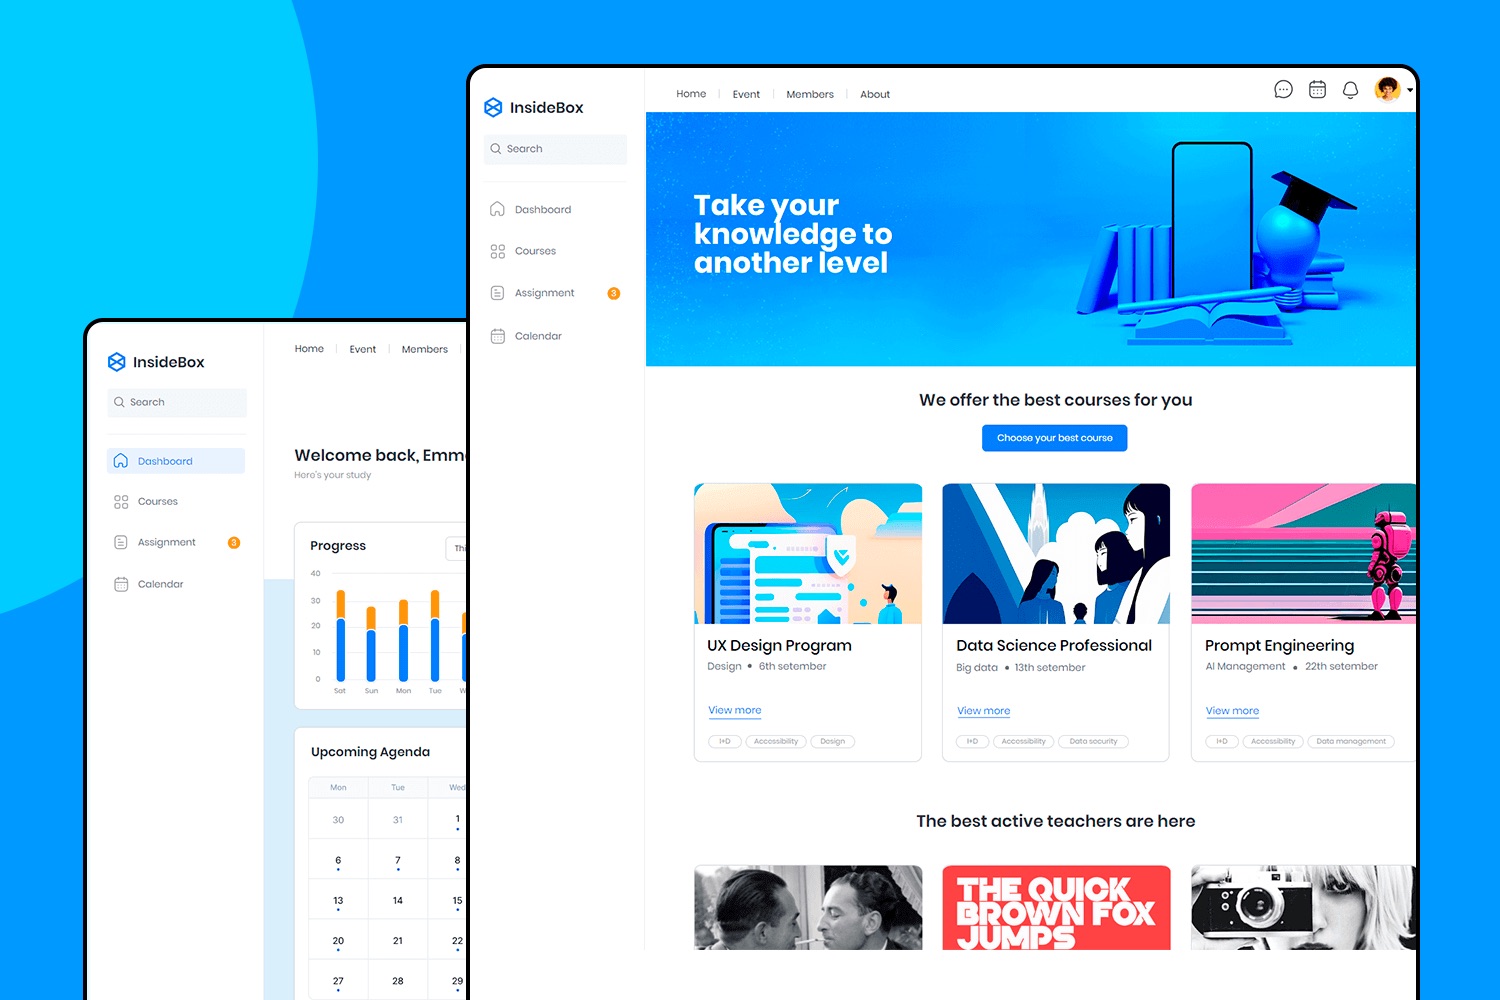 InsideBox
Search
Dashboard
Courses
Assignment 3
Calendar
Home Event Members About
Take your
knowledge to
another level
We offer the best courses for you
Choose your best course
UX Design Program
Design • 6th setember
View more
I+D Accessibility Design
Data Science Professional
Big data • 13th setember
View more
I+D Accessibility Data security
Prompt Engineering
AI Management • 22th setember
View more
I+D Accessibility Data management
The best active teachers are here
THE QUICK
BROWN FOX
JUMPS
InsideBox
Search
Dashboard
Courses
Assignment 3
Calendar
Home Event Members
Welcome back, Emm
Here's your study
Progress Thi
40
30
20
10
0
Sat Sun Mon Tue W
Upcoming Agenda
Mon Tue Wed
30 31 1
6 7 8
13 14 15
20 21 22
27 28 29